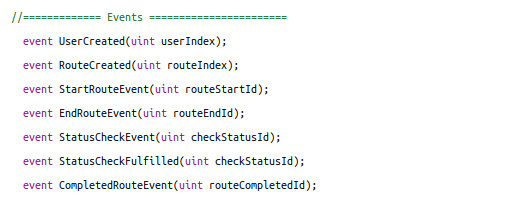 //============= Events =======================
event UserCreated(uint userIndex);
event RouteCreated(uint routeIndex);
event StartRouteEvent(uint routeStartId);
event EndRouteEvent(uint routeEndId);
event StatusCheckEvent(uint checkStatusId);
event StatusCheckFulfilled(uint checkStatusId);
event CompletedRouteEvent(uint routeCompletedId);